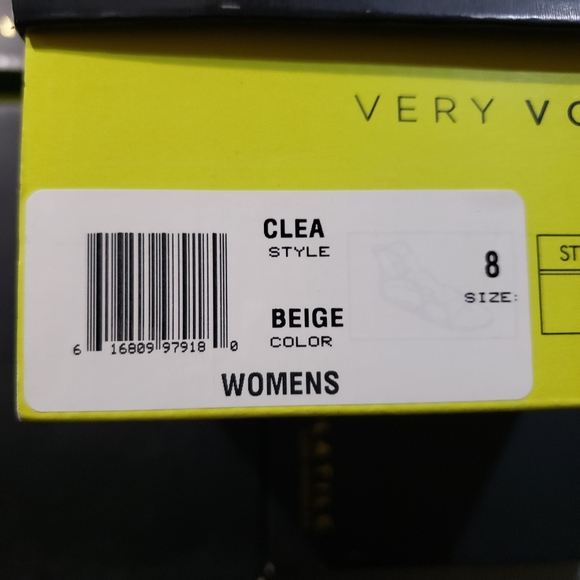 VERY VO
CLEA
STYLE
8
SIZE:
ST
BEIGE
COLOR
6 16809 97918 0
WOMENS